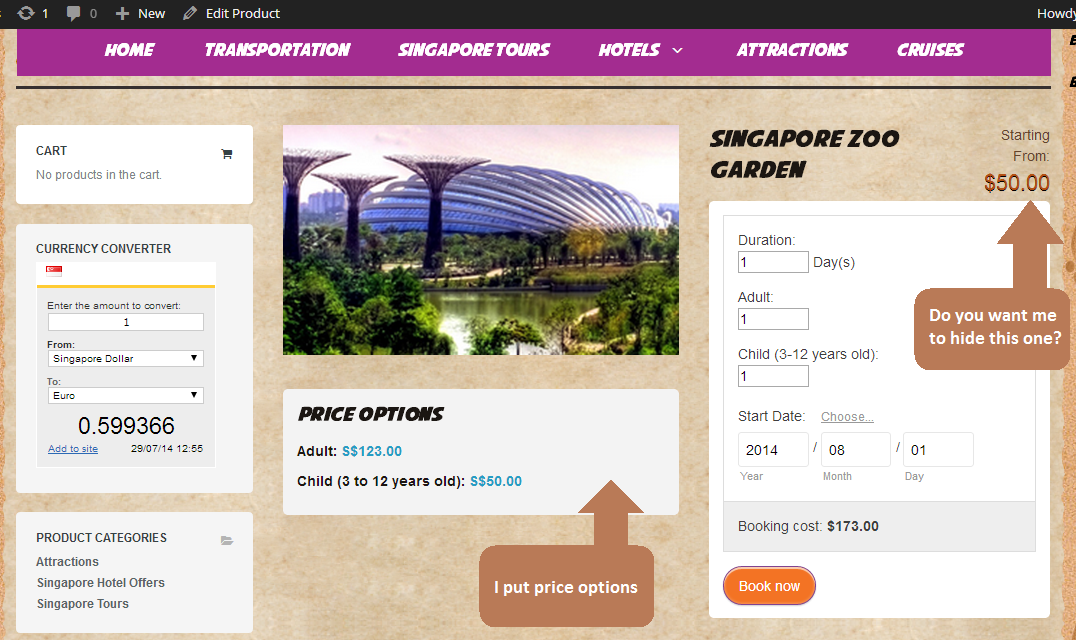 1 0 New Edit Product Howdy
HOME TRANSPORTATION SINGAPORE TOURS HOTELS ATTRACTIONS CRUISES
CART
No products in the cart.
CURRENCY CONVERTER
Enter the amount to convert:
1
From:
Singapore Dollar
To:
Euro
0.599366
Add to site 29/07/14 12:55
PRODUCT CATEGORIES
Attractions
Singapore Hotel Offers
Singapore Tours
PRICE OPTIONS
Adult: S$123.00
Child (3 to 12 years old): S$50.00
I put price options
SINGAPORE ZOO
GARDEN
Starting
From:
$50.00
Duration:
1 Day(s)
Adult:
1
Child (3-12 years old):
1
Do you want me
to hide this one?
Start Date: Choose...
2014 / 08 / 01
Year Month Day
Booking cost: $173.00
Book now